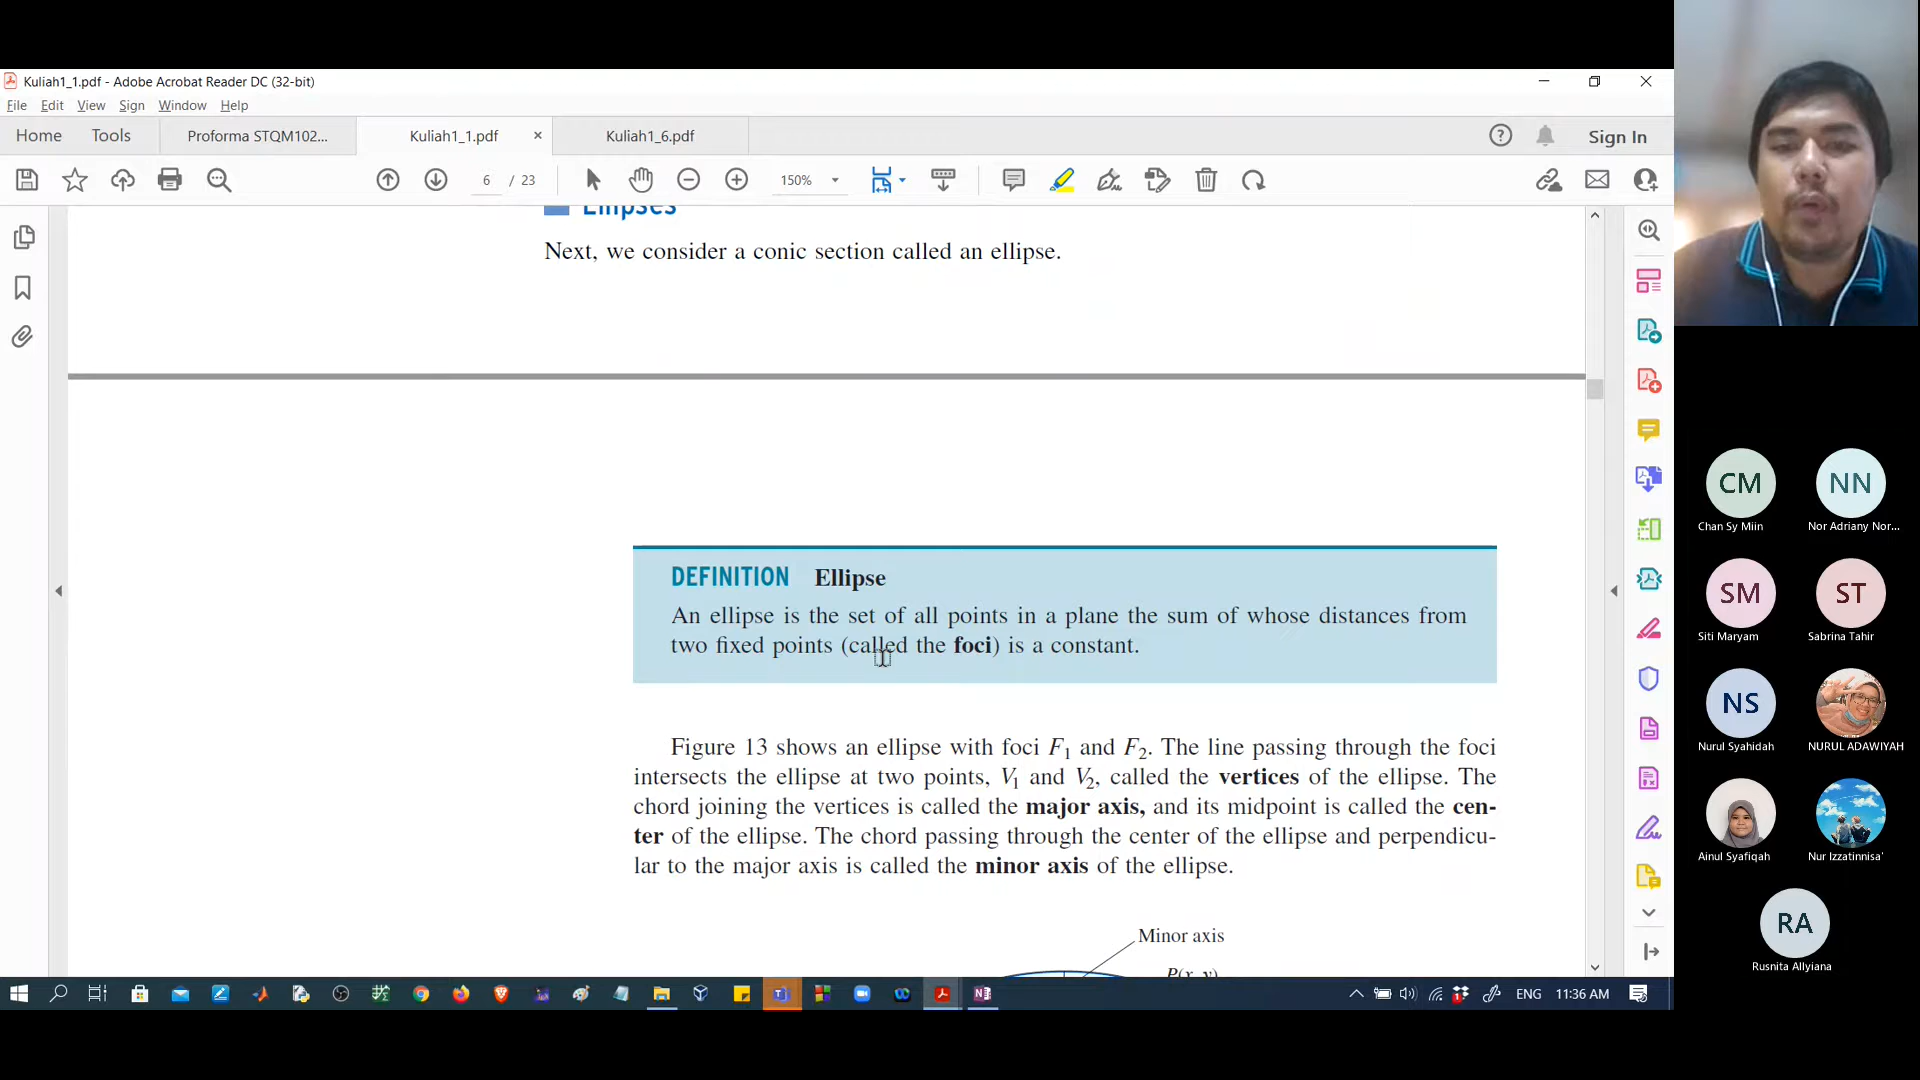 Kuliah1_1.pdf - Adobe Acrobat Reader DC (32-bit)
File Edit View Sign Window Help
Home Tools Proforma STQM102... Kuliah1_1.pdf Kuliah1_6.pdf Sign In
6 / 23 150%
Ellipses
Next, we consider a conic section called an ellipse.
DEFINITION Ellipse
An ellipse is the set of all points in a plane the sum of whose distances from
two fixed points (called the foci) is a constant.
Figure 13 shows an ellipse with foci F₁ and F₂. The line passing through the foci
intersects the ellipse at two points, V₁ and V₂, called the vertices of the ellipse. The
chord joining the vertices is called the major axis, and its midpoint is called the cen-
ter of the ellipse. The chord passing through the center of the ellipse and perpendicu-
lar to the major axis is called the minor axis of the ellipse.
Minor axis
P(x, y)
ENG 11:36 AM
CM NN
Chan Sy Miin Nor Adriany Nor...
SM ST
Siti Maryam Sabrina Tahir
NS
Nurul Syahidah NURUL ADAWIYAH
Ainul Syafiqah Nur Izzatinnisa'
RA
Rusnita Allyiana